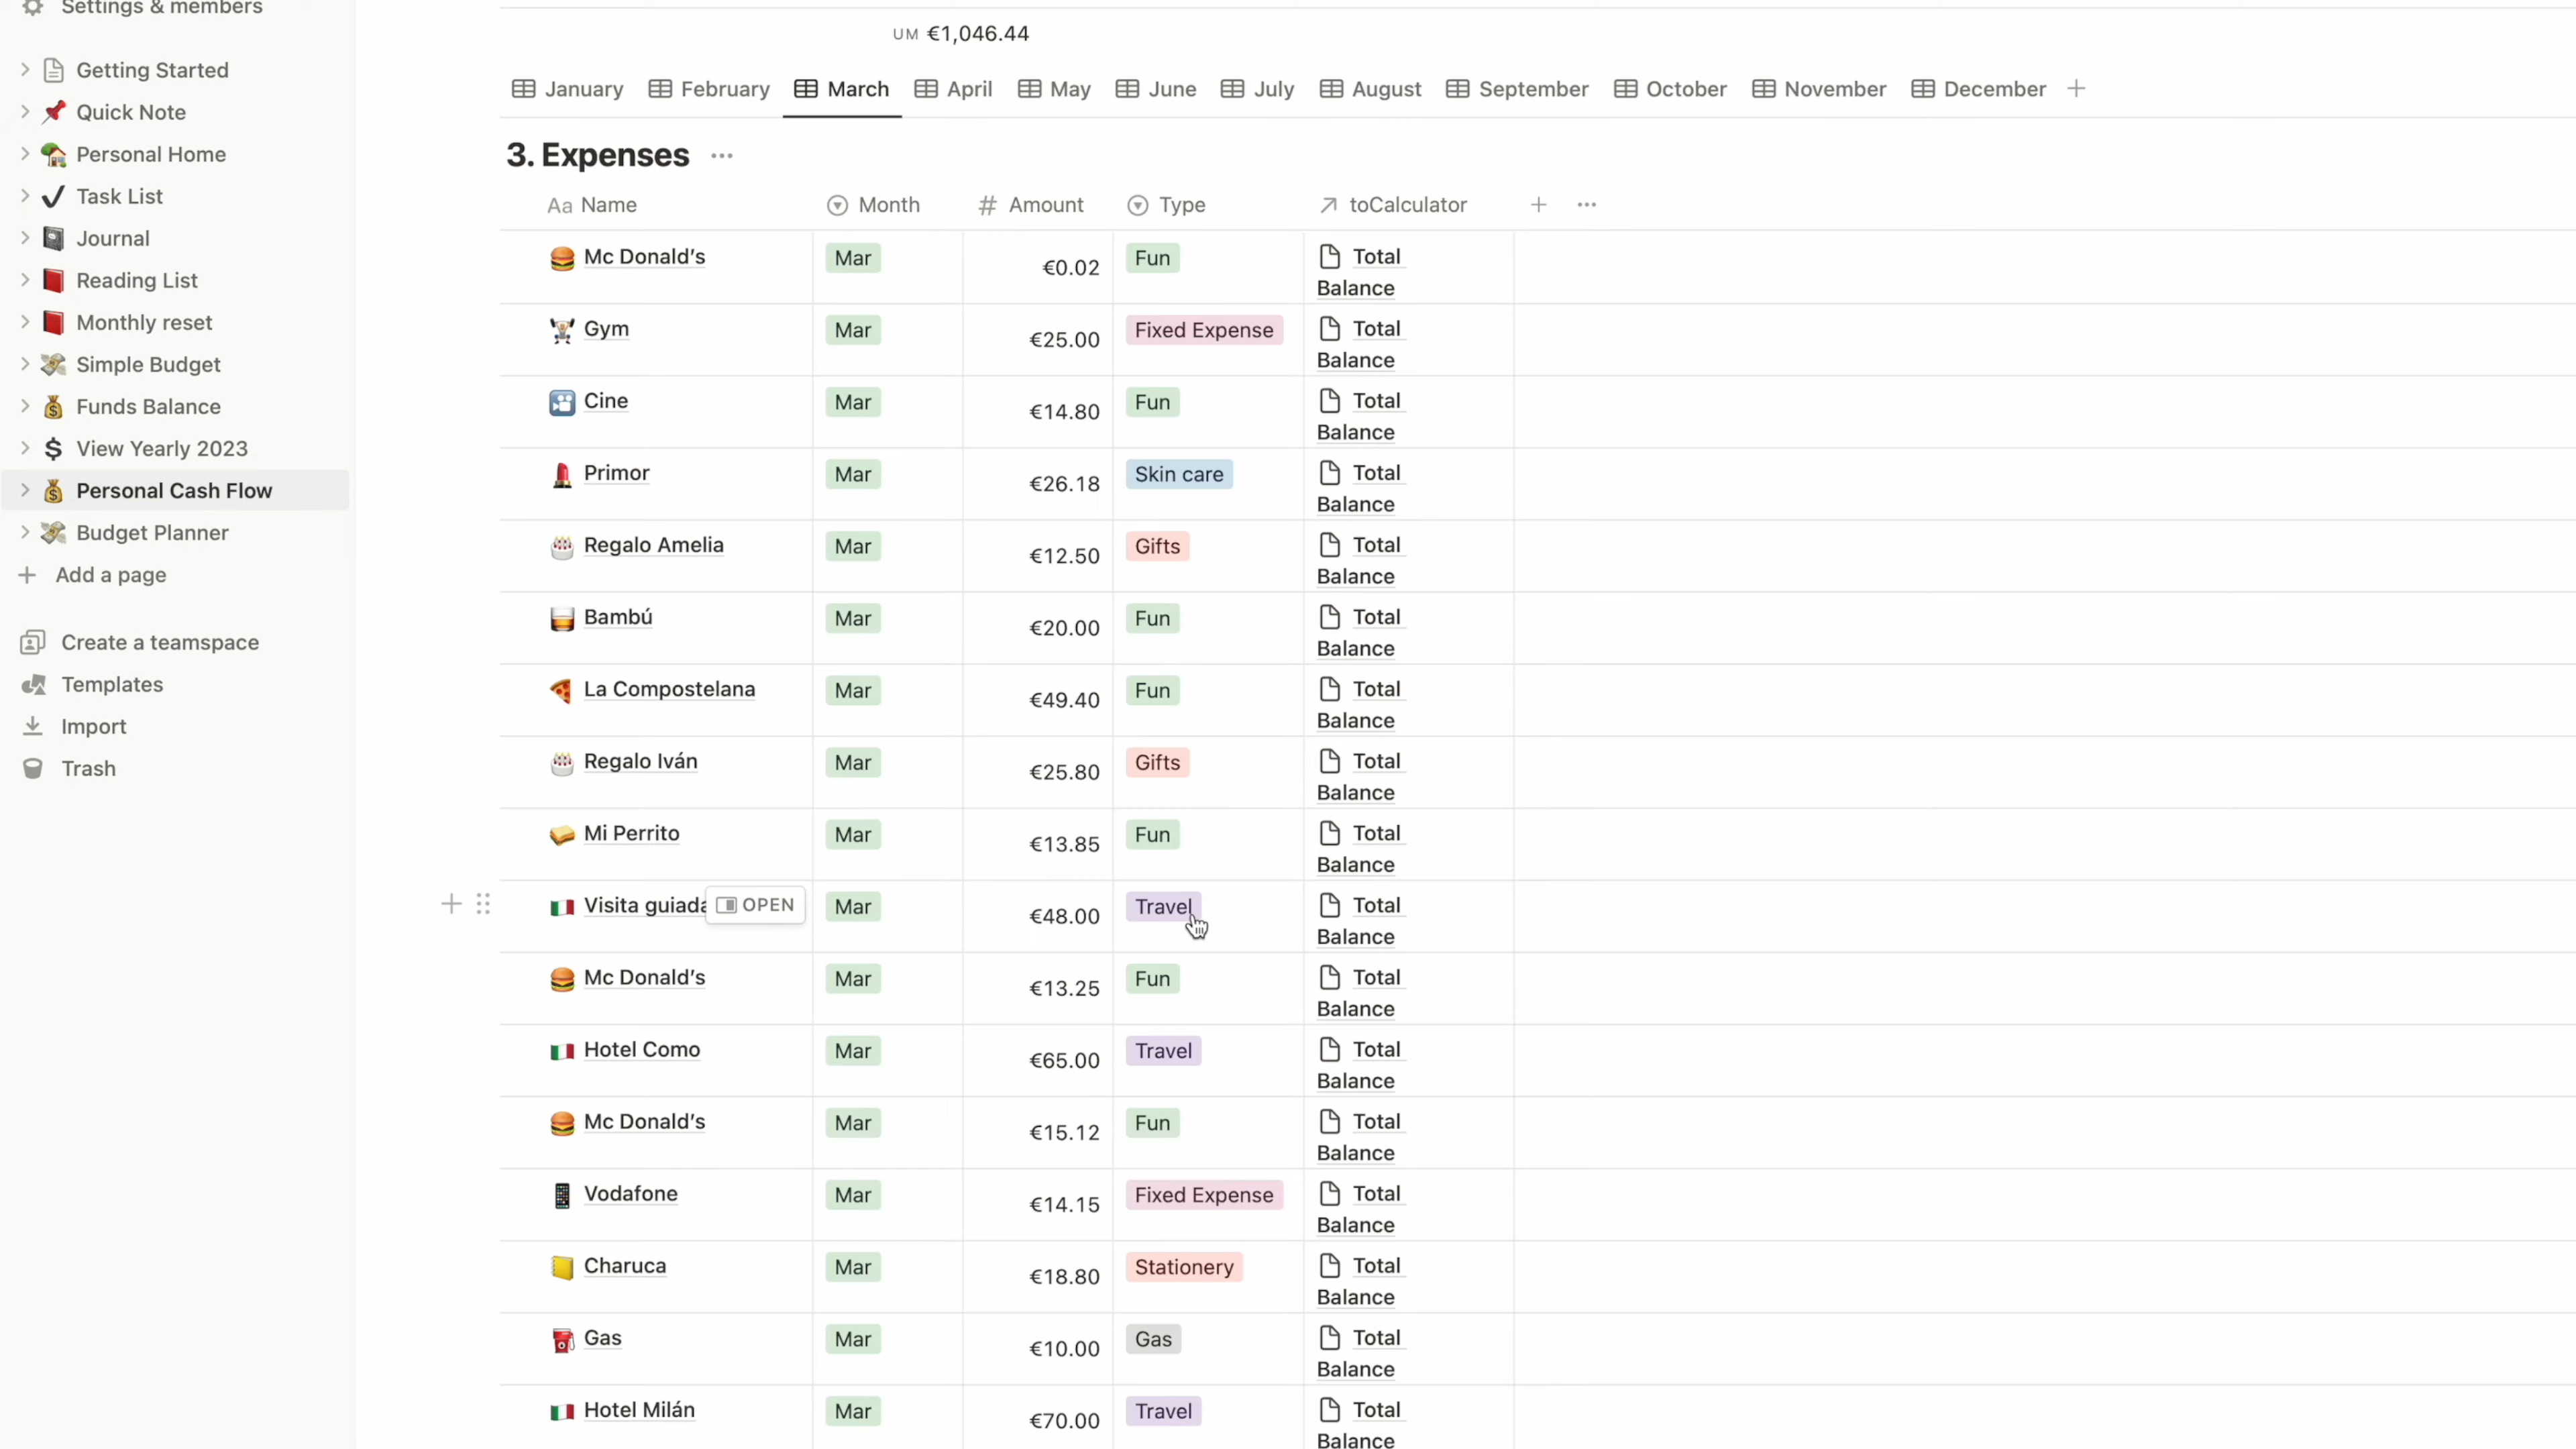 Settings & members
Getting Started
Quick Note
Personal Home
Task List
Journal
Reading List
Monthly reset
Simple Budget
Funds Balance
View Yearly 2023
Personal Cash Flow
Budget Planner
Add a page
Create a teamspace
Templates
Import
Trash
UM €1,046.44
January February March April May June July August September October November December
3. Expenses
Aa Name Month # Amount Type toCalculator
Mc Donald's Mar €0.02 Fun Total
Balance
Gym Mar €25.00 Fixed Expense Total
Balance
Cine Mar €14.80 Fun Total
Balance
Primor Mar €26.18 Skin care Total
Balance
Regalo Amelia Mar €12.50 Gifts Total
Balance
Bambú Mar €20.00 Fun Total
Balance
La Compostelana Mar €49.40 Fun Total
Balance
Regalo Iván Mar €25.80 Gifts Total
Balance
Mi Perrito Mar €13.85 Fun Total
Balance
Visita guiada OPEN Mar €48.00 Travel Total
Balance
Mc Donald's Mar €13.25 Fun Total
Balance
Hotel Como Mar €65.00 Travel Total
Balance
Mc Donald's Mar €15.12 Fun Total
Balance
Vodafone Mar €14.15 Fixed Expense Total
Balance
Charuca Mar €18.80 Stationery Total
Balance
Gas Mar €10.00 Gas Total
Balance
Hotel Milán Mar €70.00 Travel Total
Balance